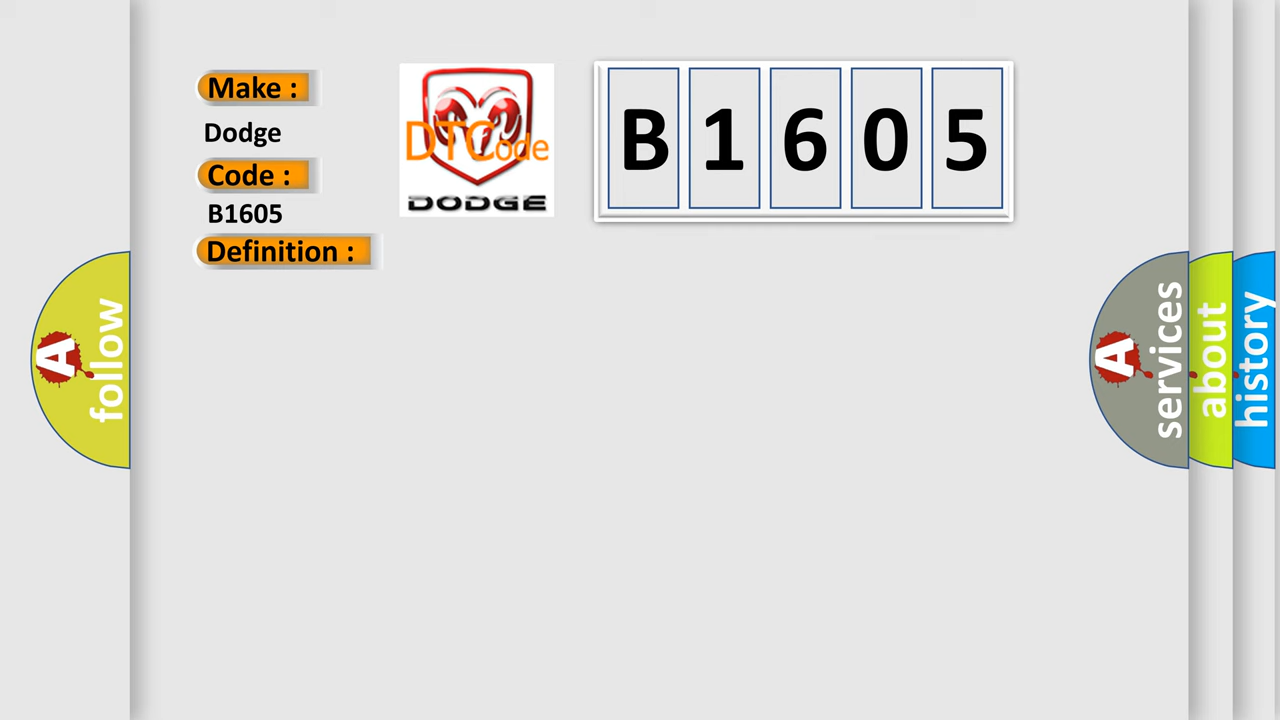 Make :
Dodge
Code :
B1605
Definition :
DTCode
DODGE
B1605
A follow
A services
about
history